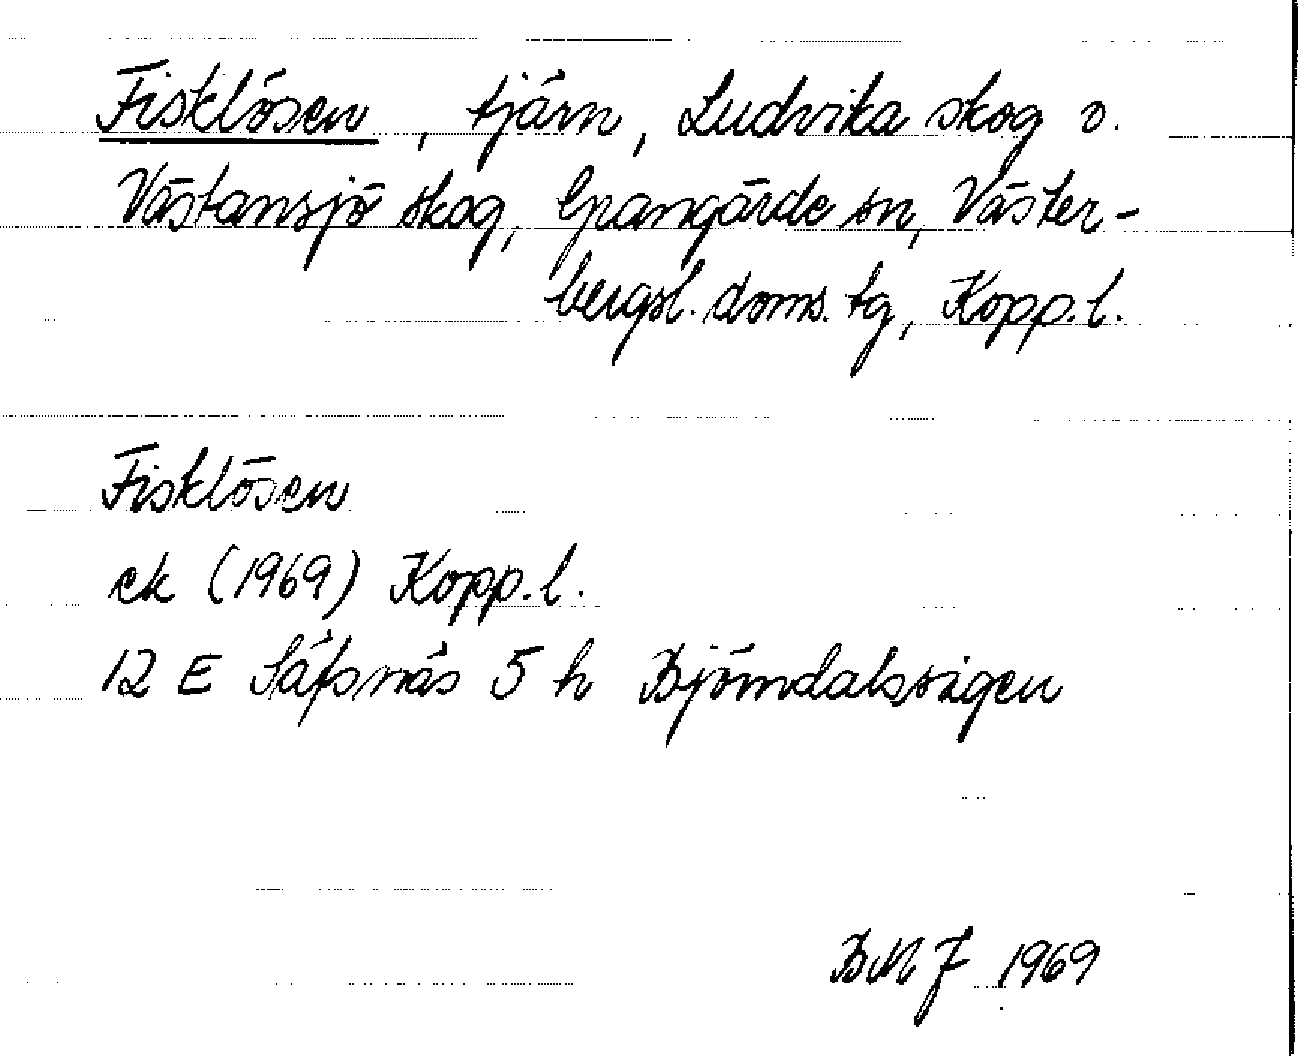 Fisklösen, tjärn, Ludvika skog o.
Västansjö skog, Grangärde sn, Väster-
bergsl. doms. tg, Kopp. l.
Fisklösen
ek (1969) Kopp. l.
12 E Säfsnäs 5 h Björndalsvägen
BMJ 1969